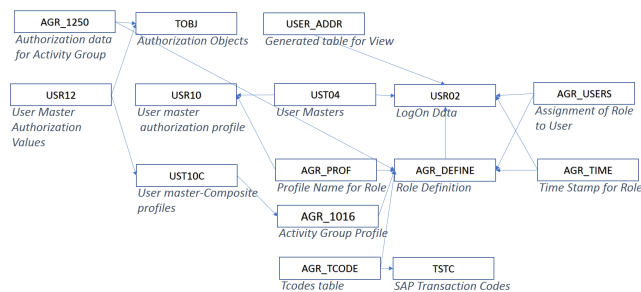 AGR_1250
Authorization data
for Activity Group
TOBJ
Authorization Objects
USER_ADDR
Generated table for View
USR12
User Master
Authorization
Values
USR10
User master
authorization profile
UST04
User Masters
USR02
LogOn Data
AGR_USERS
Assignment of Role
to User
UST10C
User master-Composite
profiles
AGR_PROF
Profile Name for Role
AGR_DEFINE
Role Definition
AGR_TIME
Time Stamp for Role
AGR_1016
Activity Group Profile
AGR_TCODE
Tcodes table
TSTC
SAP Transaction Codes